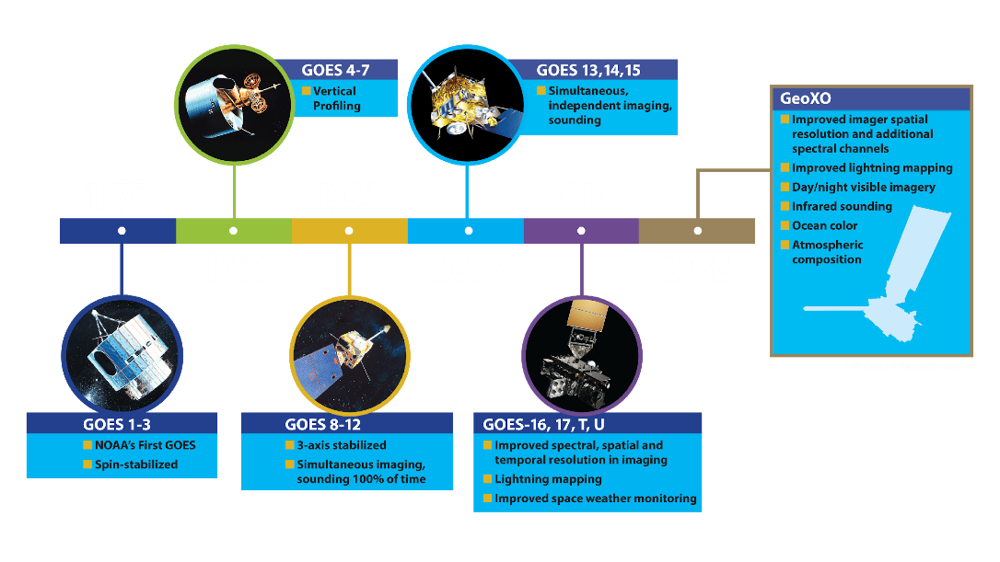 GOES 4-7
Vertical
Profiling
GOES 13,14,15
Simultaneous,
independent imaging,
sounding
GeoXO
Improved imager spatial
resolution and additional
spectral channels
Improved lightning mapping
Day/night visible imagery
Infrared sounding
Ocean color
Atmospheric
composition
GOES 1-3
NOAA's First GOES
Spin-stabilized
GOES 8-12
3-axis stabilized
Simultaneous imaging,
sounding 100% of time
GOES-16, 17, T, U
Improved spectral, spatial and
temporal resolution in imaging
Lightning mapping
Improved space weather monitoring